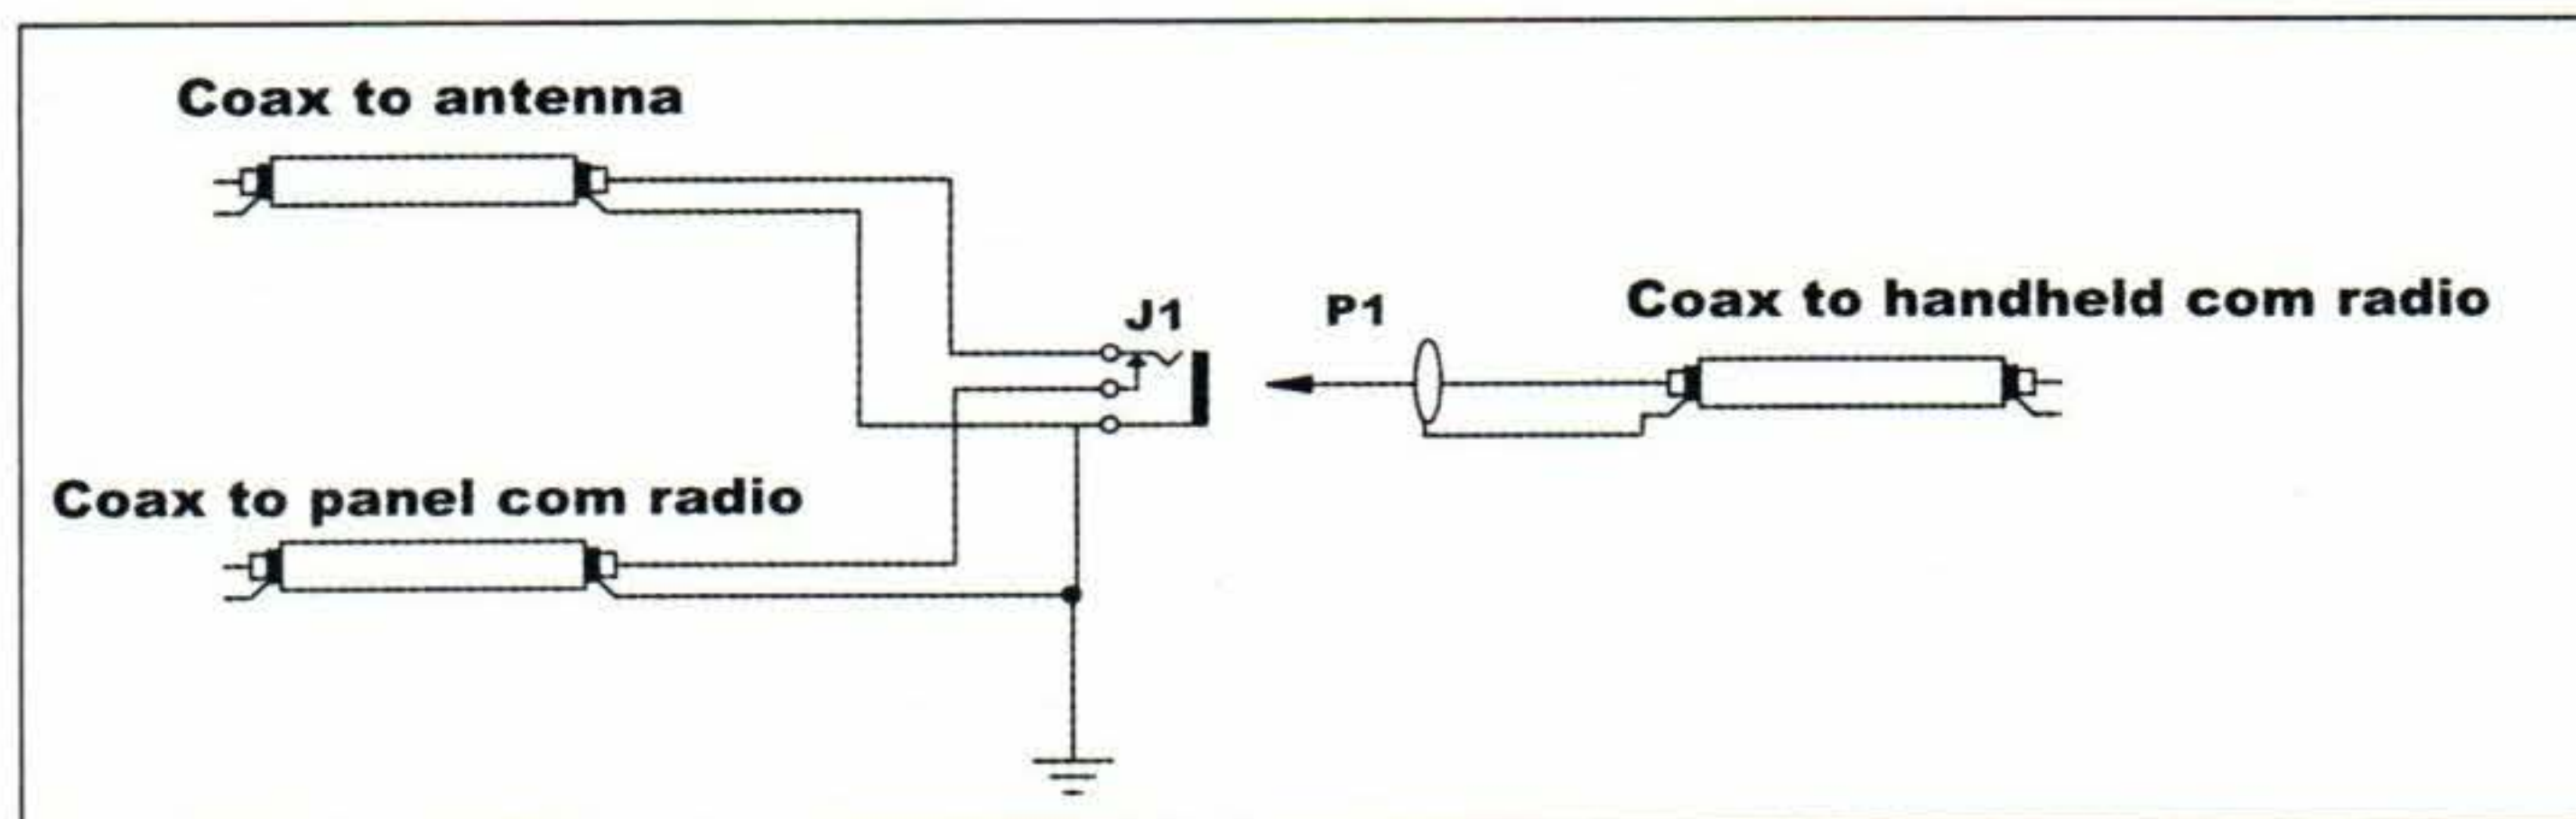 Coax to antenna
J1
P1
Coax to handheld com radio
Coax to panel com radio